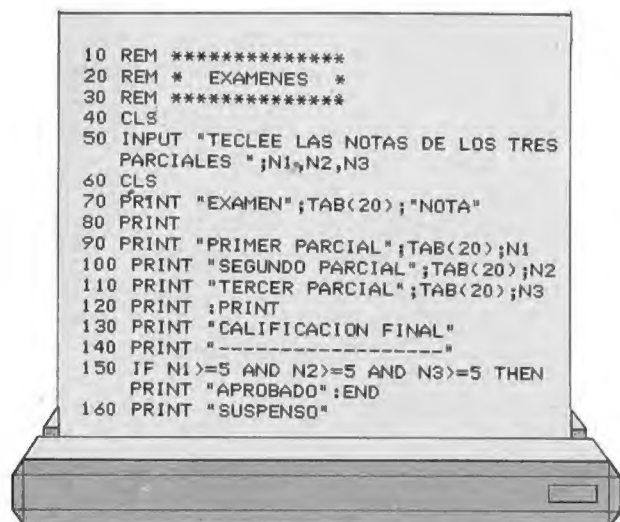 10 REM **************
20 REM *  EXAMENES  *
30 REM **************
40 CLS
50 INPUT "TECLEE LAS NOTAS DE LOS TRES
PARCIALES ";N1,N2,N3
60 CLS
70 PRINT "EXAMEN";TAB(20);"NOTA"
80 PRINT
90 PRINT "PRIMER PARCIAL";TAB(20);N1
100 PRINT "SEGUNDO PARCIAL";TAB(20);N2
110 PRINT "TERCER PARCIAL";TAB(20);N3
120 PRINT :PRINT
130 PRINT "CALIFICACION FINAL"
140 PRINT "-------------------"
150 IF N1>=5 AND N2>=5 AND N3>=5 THEN
PRINT "APROBADO":END
160 PRINT "SUSPENSO"